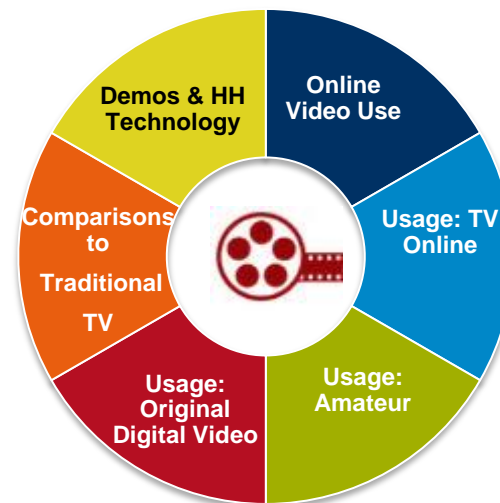 Demos & HH
Technology
Online
Video Use
Usage: TV
Online
Usage:
Amateur
Usage:
Original
Digital Video
Comparisons
to
Traditional
TV